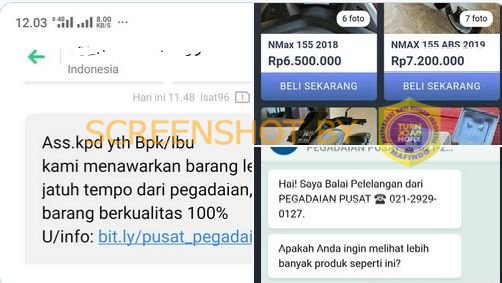 12.03
4G
8,00
KB/S
Indonesia
Hari ini 11.48 Isat96 1
Ass.kpd yth Bpk/Ibu
kami menawarkan barang le
jatuh tempo dari pegadaian,
barang berkualitas 100%
U/info: bit.ly/pusat_pegadai
6 foto
NMax 155 2018
Rp6.500.000
BELI SEKARANG
7 foto
NMAX 155 ABS 2019
Rp7.200.000
BELI SEKARANG
SCREENSHOT BY
TURN
BACK
HOAX
MAFINDO
PEGADAIAN PUSAT
Hai! Saya Balai Pelelangan dari
PEGADAIAN PUSAT ☎ 021-2929-
0127.
Apakah Anda ingin melihat lebih
banyak produk seperti ini?